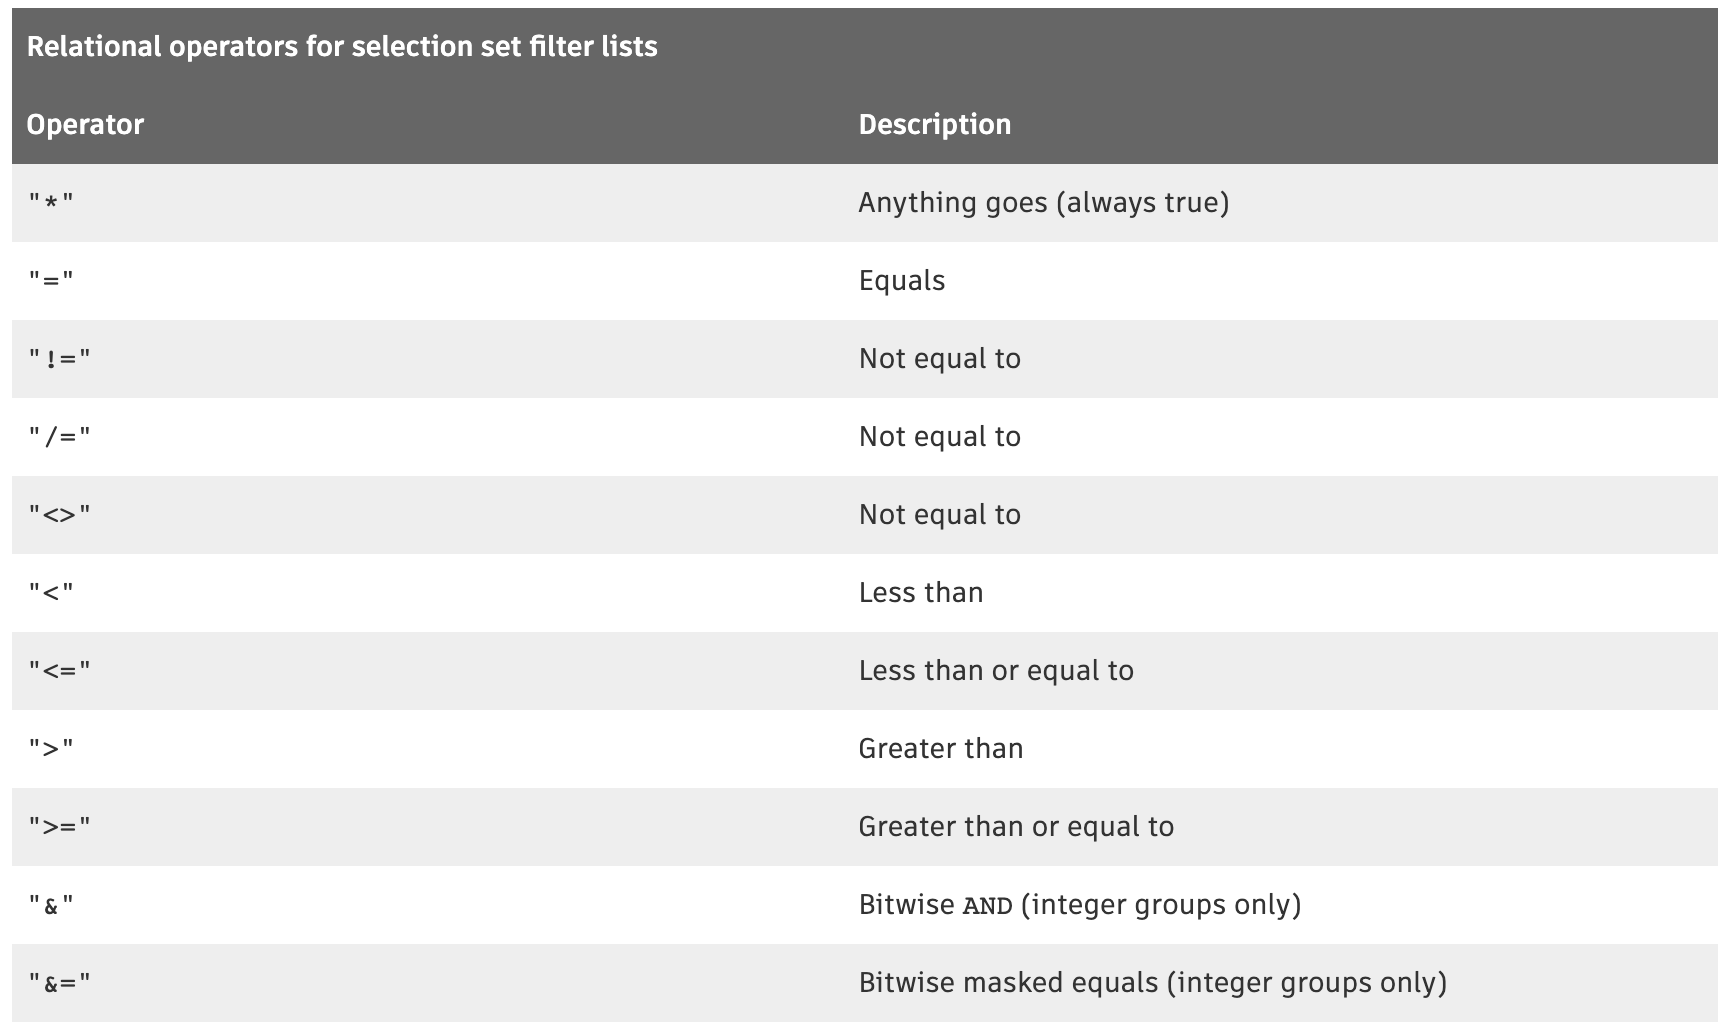 Relational operators for selection set filter lists
Operator Description
"*" Anything goes (always true)
"=" Equals
"!=" Not equal to
"/=" Not equal to
"<>" Not equal to
"<" Less than
"<=" Less than or equal to
">" Greater than
">=" Greater than or equal to
"&" Bitwise AND (integer groups only)
"&=" Bitwise masked equals (integer groups only)